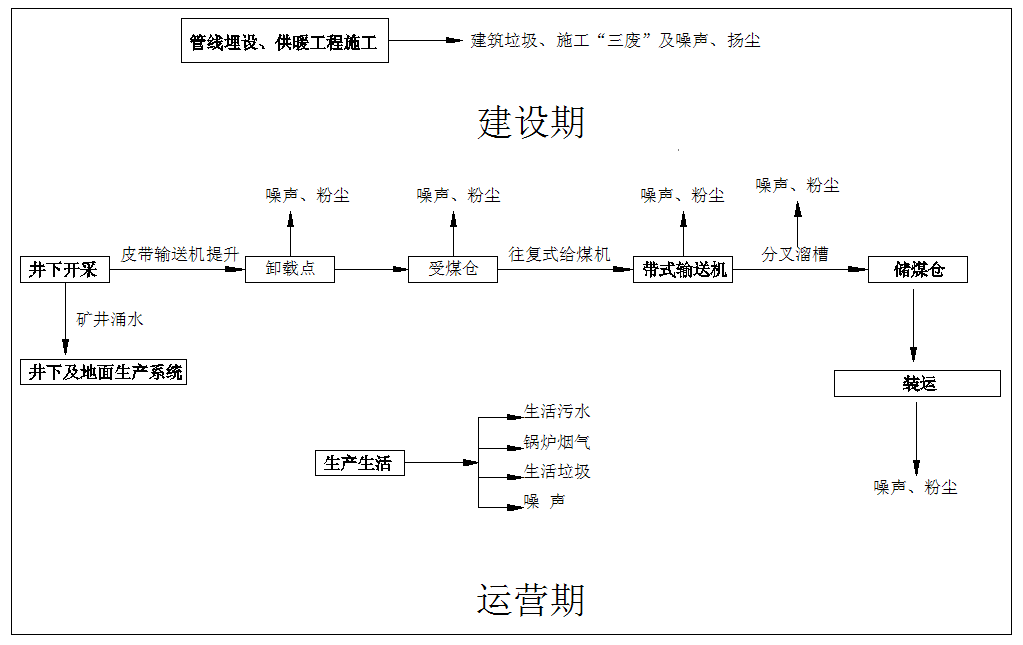 管线埋设、供暖工程施工
建筑垃圾、施工“三废”及噪声、扬尘
建设期
噪声、粉尘
噪声、粉尘
噪声、粉尘
噪声、粉尘
井下开采
皮带输送机提升
卸载点
受煤仓
往复式给煤机
带式输送机
分叉溜槽
储煤仓
矿井涌水
井下及地面生产系统
装运
噪声、粉尘
生产生活
生活污水
锅炉烟气
生活垃圾
噪 声
运营期